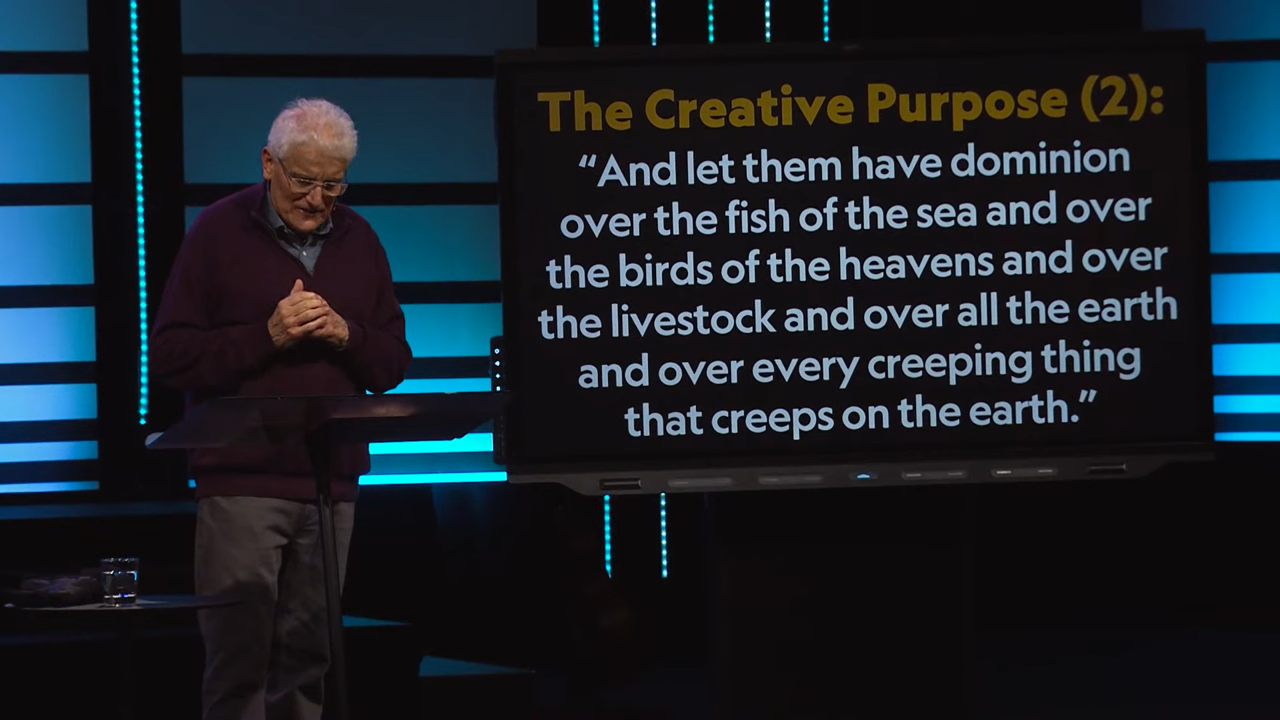 The Creative Purpose (2):
“And let them have dominion
over the fish of the sea and over
the birds of the heavens and over
the livestock and over all the earth
and over every creeping thing
that creeps on the earth.”